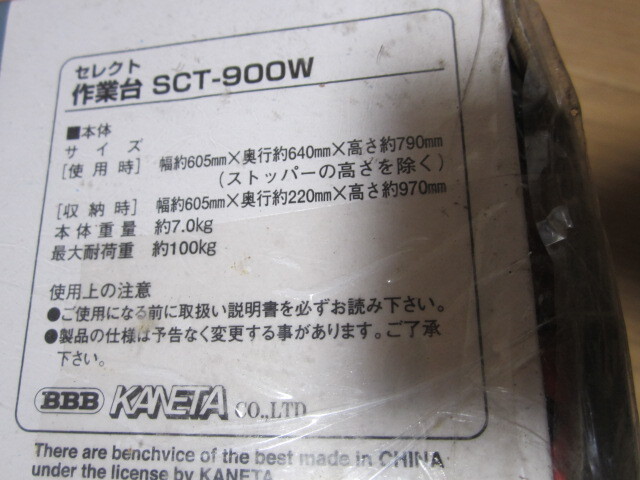 セレクト
作業台 SCT-900W
■本体
サイズ
[使用時] 幅約605mm×奥行約640mm×高さ約790mm
(ストッパーの高さを除く)
[収納時] 幅約605mm×奥行約220mm×高さ約970mm
本体重量 約7.0kg
最大耐荷重 約100kg
使用上の注意
●ご使用になる前に取扱い説明書を必ずお読み下さい。
●製品の仕様は予告なく変更する事があります。ご了承
下さい。
BBB KANETA CO.,LTD
There are benchvice of the best made in CHINA
under the license by KANETA